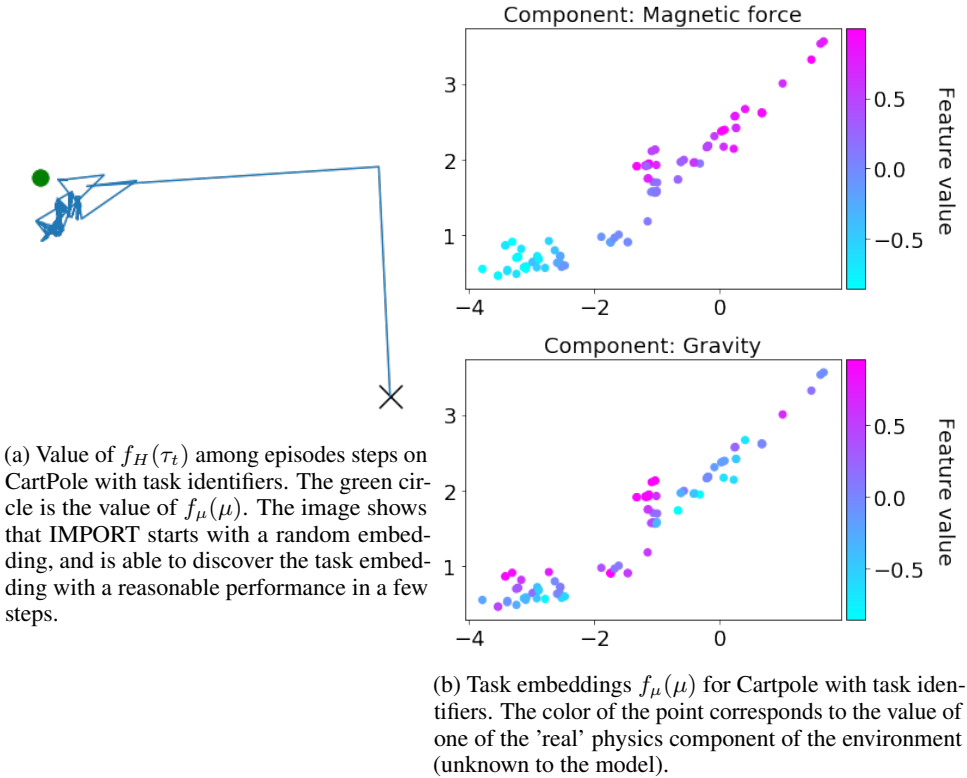 Component: Magnetic force
3
2
1
−4
−2
0
0.5
0.0
−0.5
Feature value
Component: Gravity
3
2
1
−4
−2
0
0.5
0.0
−0.5
Feature value
(a) Value of f_H(τ_t) among episodes steps on
CartPole with task identifiers. The green cir-
cle is the value of f_μ(μ). The image shows
that IMPORT starts with a random embed-
ding, and is able to discover the task embed-
ding with a reasonable performance in a few
steps.
(b) Task embeddings f_μ(μ) for Cartpole with task iden-
tifiers. The color of the point corresponds to the value of
one of the 'real' physics component of the environment
(unknown to the model).